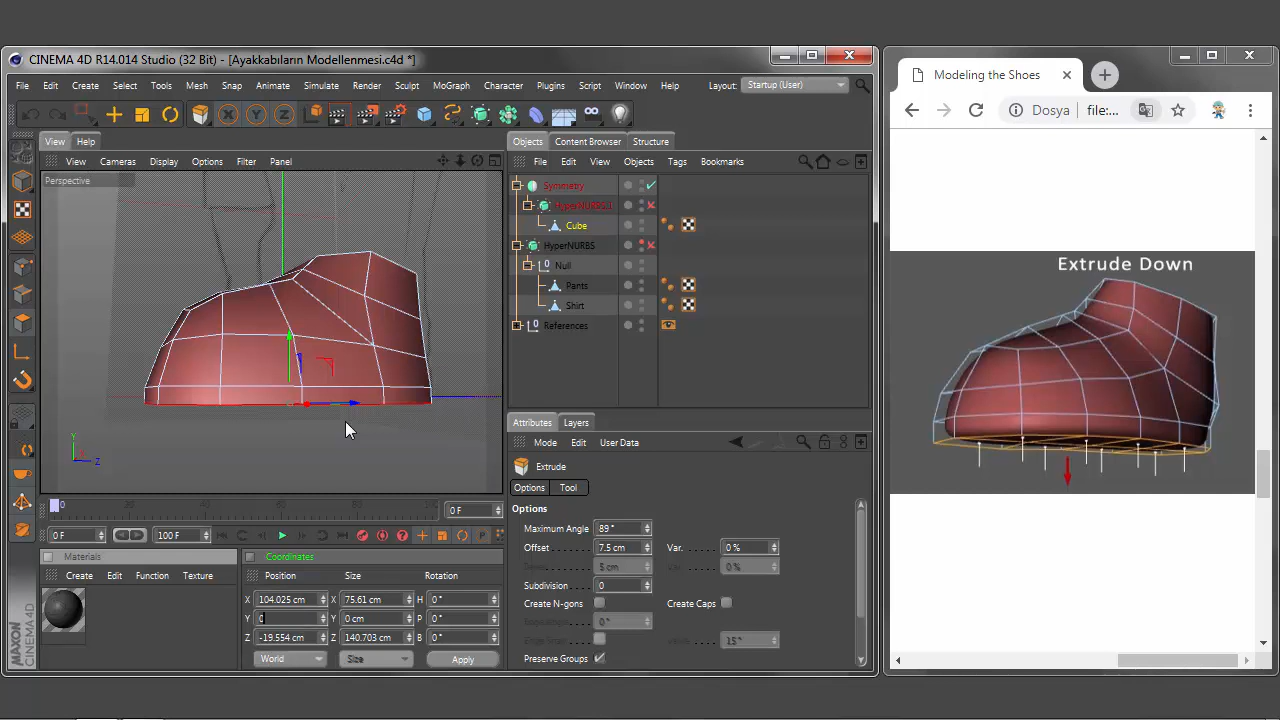 CINEMA 4D R14.014 Studio (32 Bit) - [Ayakkabıların Modellenmesi.c4d *]
File Edit Create Select Tools Mesh Snap Animate Simulate Render Sculpt MoGraph Character Plugins Script Window Help Layout: Startup (User)
View Help
View Cameras Display Options Filter Panel
Perspective
Y
Z
0 100
0 F
0 F 100 F
Materials
Create Edit Function Texture
Coordinates
Position Size Rotation
X 104.025 cm X 75.61 cm H 0 °
Y 0 Y 0 cm P 0 °
Z -19.554 cm Z 140.703 cm B 0 °
World Size Apply
MAXON
CINEMA 4D
Objects Content Browser Structure
File Edit View Objects Tags Bookmarks
Symmetry
HyperNURBS.1
Cube
HyperNURBS
Null
Pants
Shirt
References
Attributes Layers
Mode Edit User Data
Extrude
Options Tool
Options
Maximum Angle 89 °
Offset 7.5 cm Var. 0 %
5 cm 0 %
Subdivision 0
Create N-gons Create Caps
0 °
15 °
Preserve Groups
Modeling the Shoes
Dosya file:...
Extrude Down